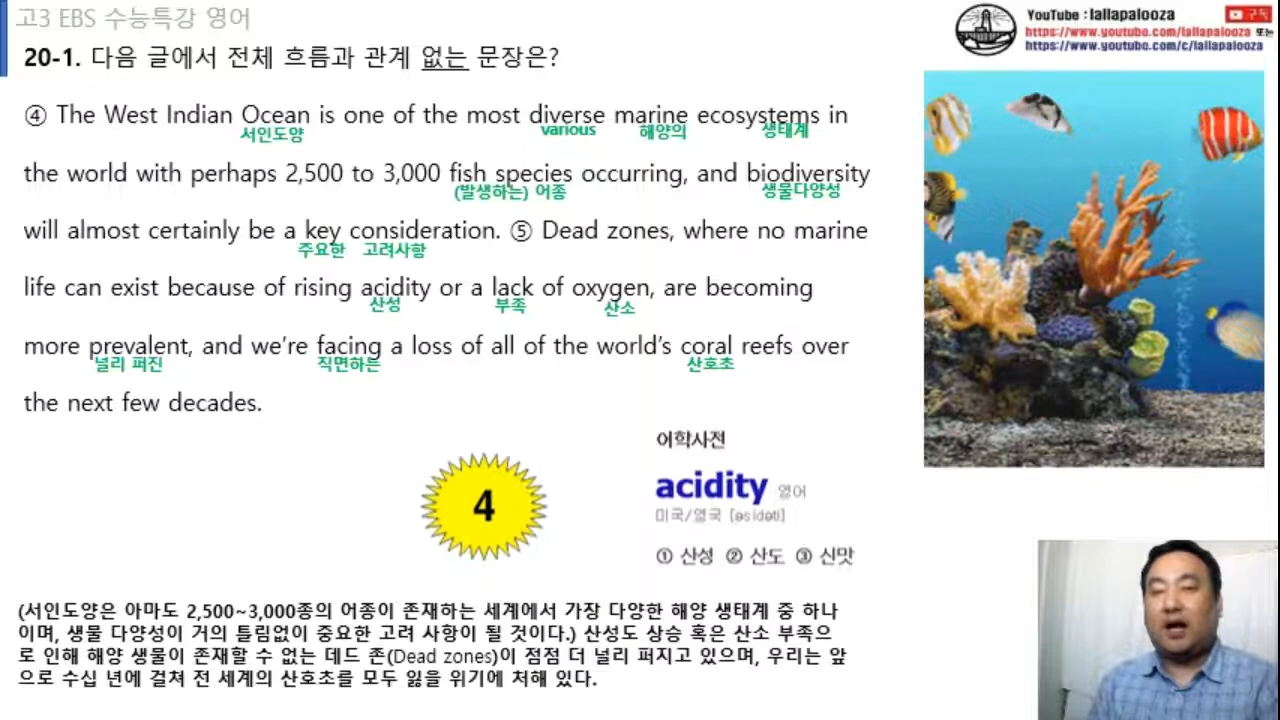 고3 EBS 수능특강 영어
YouTube : lallapalooza
구독
https://www.youtube.com/lallapalooza 또는
https://www.youtube.com/c/lallapalooza
20-1. 다음 글에서 전체 흐름과 관계 없는 문장은?
④ The West Indian Ocean is one of the most diverse marine ecosystems in
서인도양 various 해양의 생태계
the world with perhaps 2,500 to 3,000 fish species occurring, and biodiversity
(발생하는) 어종 생물다양성
will almost certainly be a key consideration. ⑤ Dead zones, where no marine
주요한 고려사항
life can exist because of rising acidity or a lack of oxygen, are becoming
산성 부족 산소
more prevalent, and we're facing a loss of all of the world's coral reefs over
널리 퍼진 직면하는 산호초
the next few decades.
4
어학사전
acidity 영어
미국/영국 [əsídəti]
① 산성 ② 산도 ③ 신맛
(서인도양은 아마도 2,500~3,000종의 어종이 존재하는 세계에서 가장 다양한 해양 생태계 중 하나
이며, 생물 다양성이 거의 틀림없이 중요한 고려 사항이 될 것이다.) 산성도 상승 혹은 산소 부족으
로 인해 해양 생물이 존재할 수 없는 데드 존(Dead zones)이 점점 더 널리 퍼지고 있으며, 우리는 앞
으로 수십 년에 걸쳐 전 세계의 산호초를 모두 잃을 위기에 처해 있다.